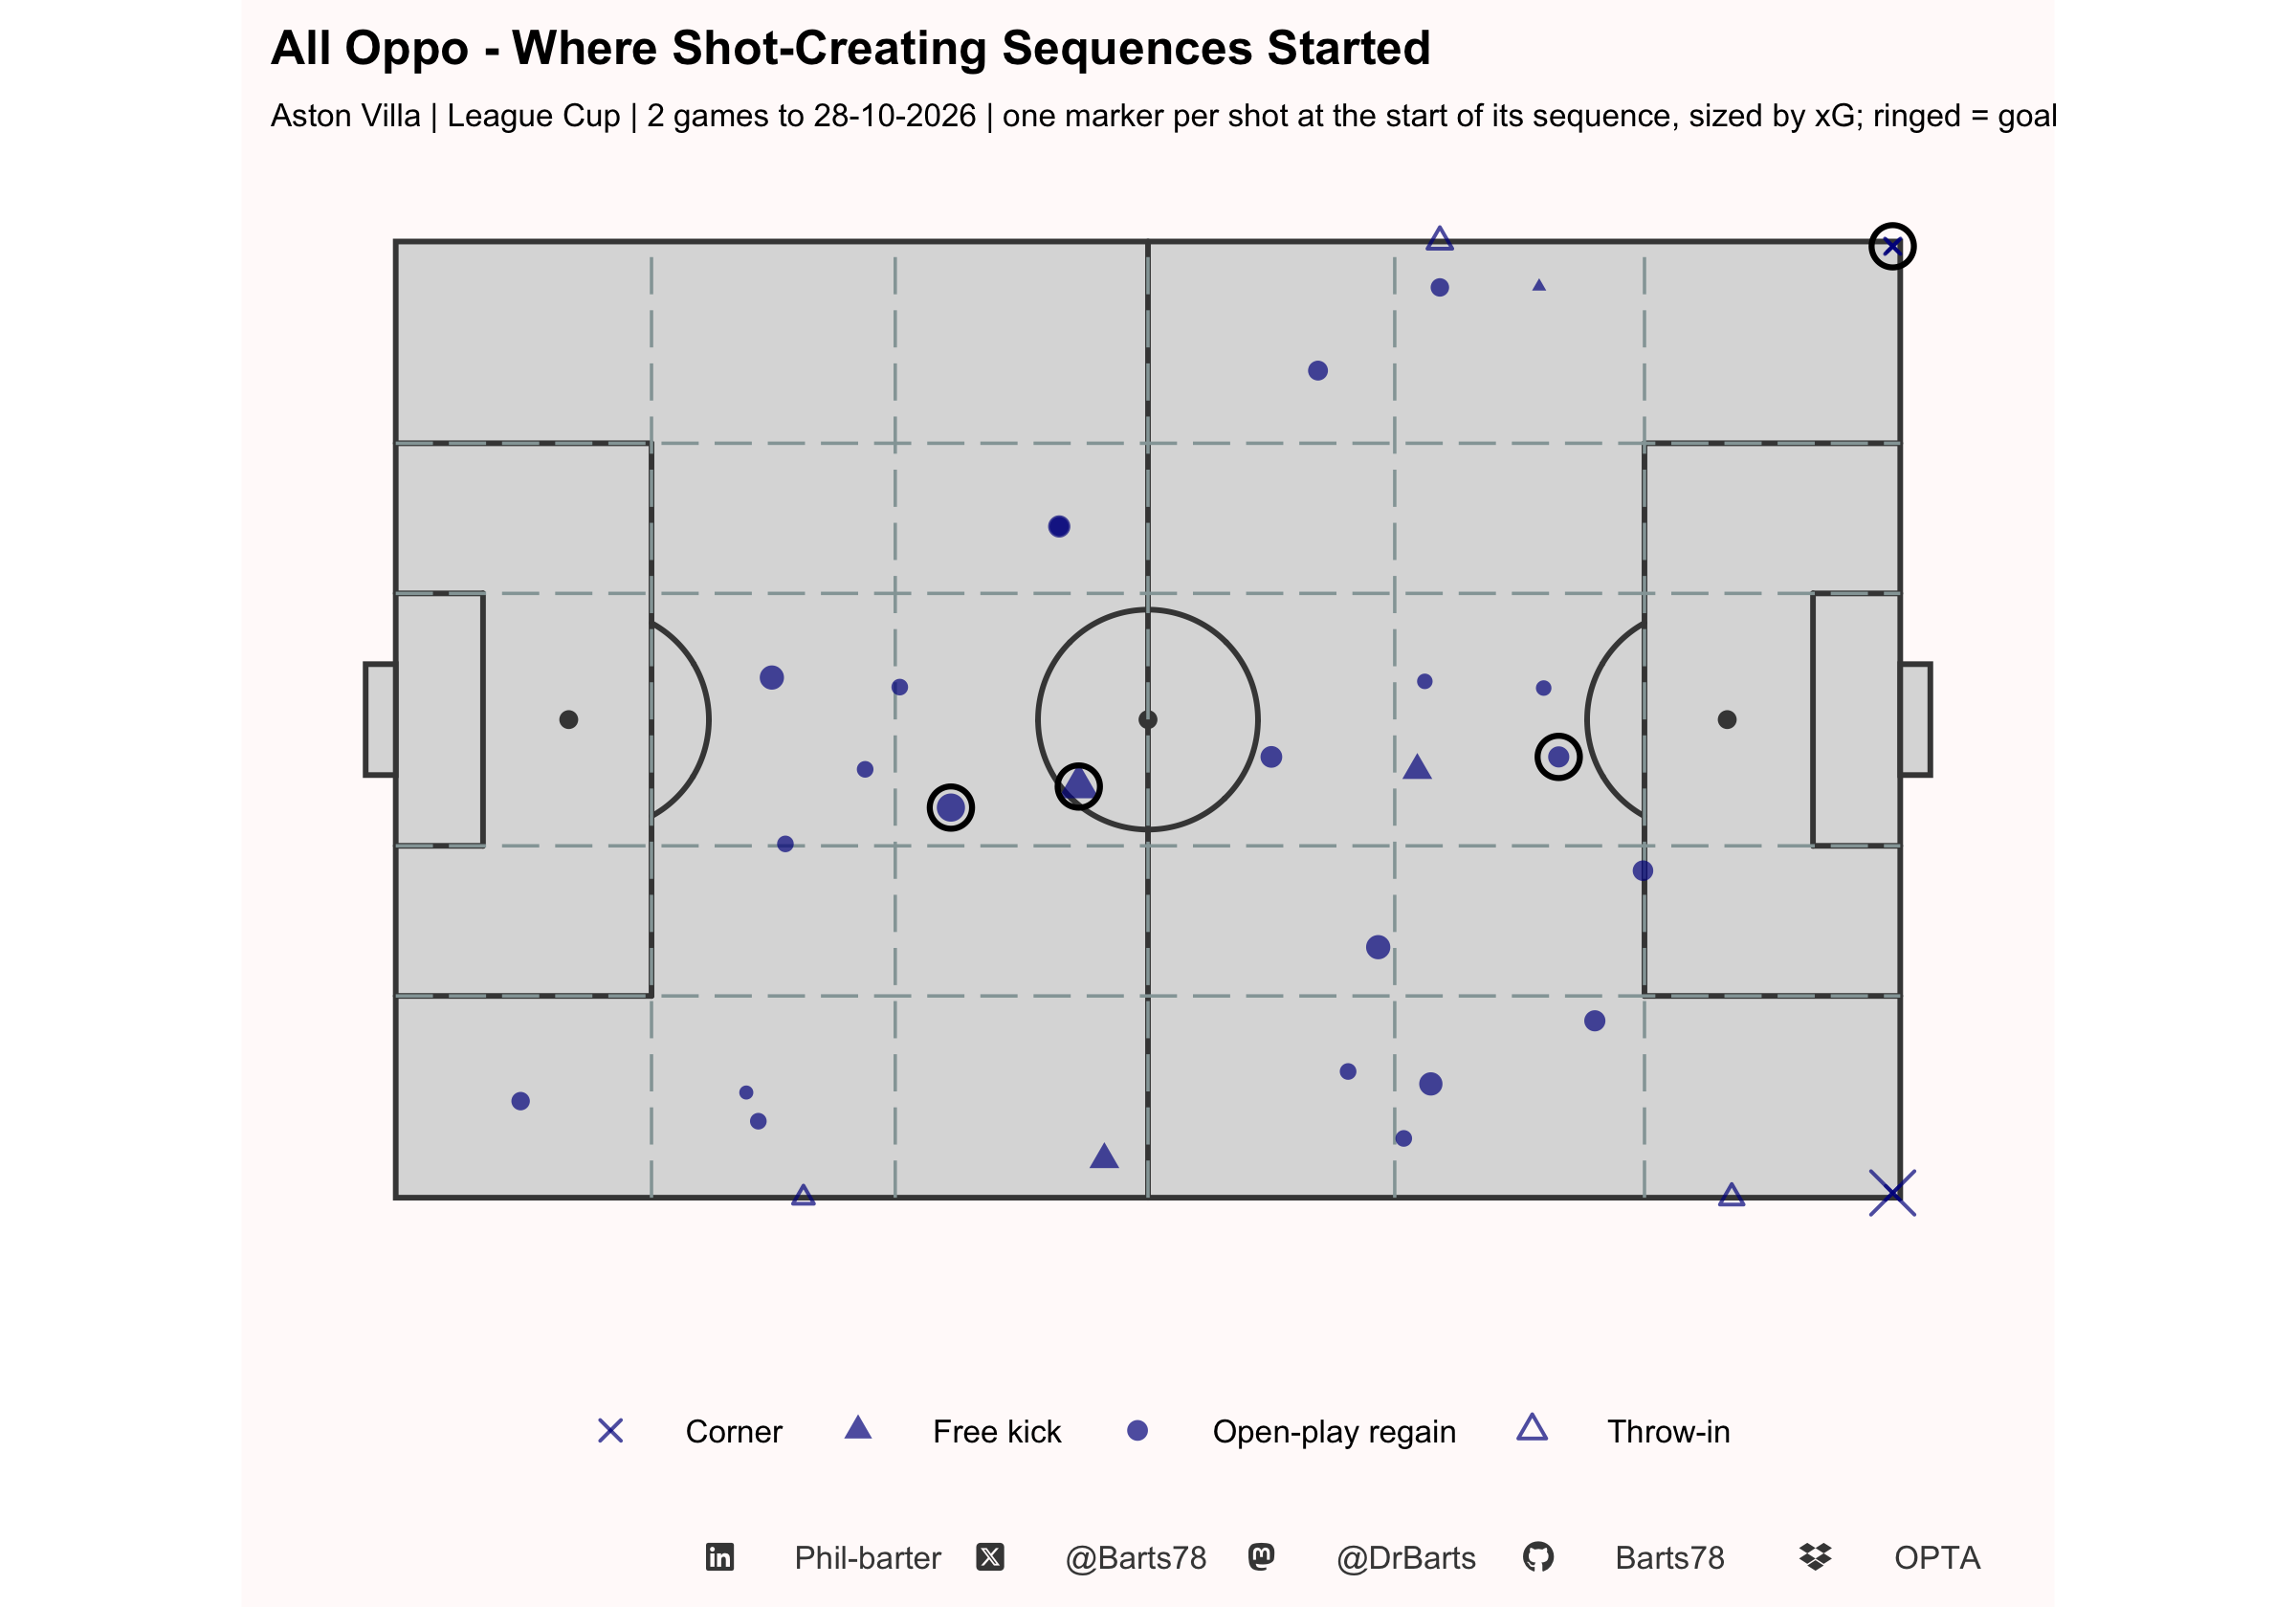 All Oppo - Where Shot-Creating Sequences Started
Aston Villa | League Cup | 2 games to 28-10-2026 | one marker per shot at the start of its sequence, sized by xG; ringed = goal
Corner Free kick Open-play regain Throw-in
Phil-barter @Barts78 @DrBarts Barts78 OPTA